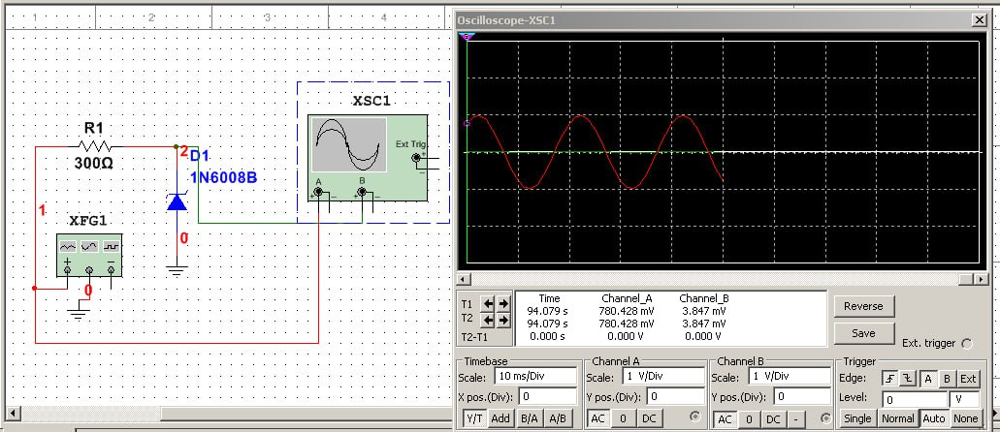 2 3 4
XSC1
Ext Trig.
A B
R1
300Ω
2
D1
1N6008B
1
XFG1
0
0
Oscilloscope-XSC1
Time Channel_A Channel_B
T1 94.079 s 780.428 mV 3.847 mV
T2 94.079 s 780.428 mV 3.847 mV
T2-T1 0.000 s 0.000 V 0.000 V
Reverse
Save
Ext. trigger
Timebase
Scale: 10 ms/Div
X pos.(Div): 0
Y/T Add B/A A/B
Channel A
Scale: 1 V/Div
Y pos.(Div): 0
AC 0 DC
Channel B
Scale: 1 V/Div
Y pos.(Div): 0
AC 0 DC -
Trigger
Edge: A B Ext
Level: 0 V
Single Normal Auto None